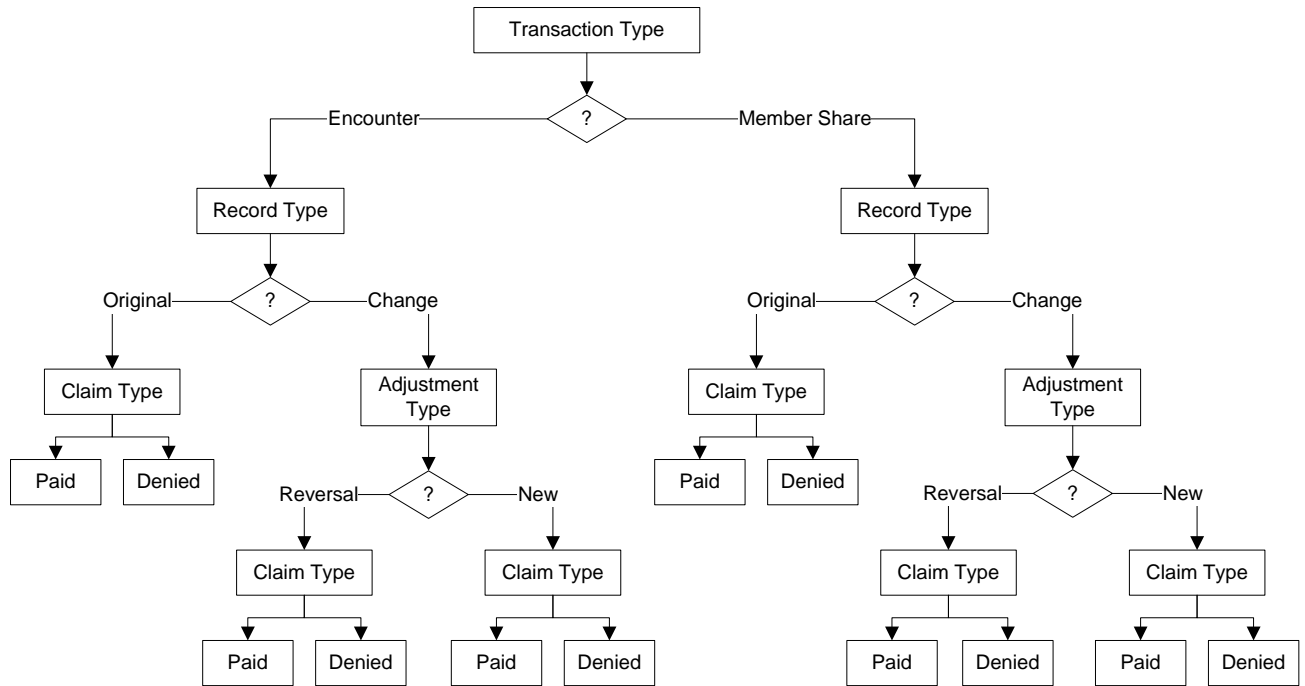 Transaction Type
?
Encounter
Member Share
Record Type
Record Type
?
?
Original
Change
Original
Change
Claim Type
Adjustment
Type
Claim Type
Adjustment
Type
Paid
Denied
Paid
Denied
?
?
Reversal
New
Reversal
New
Claim Type
Claim Type
Claim Type
Claim Type
Paid
Denied
Paid
Denied
Paid
Denied
Paid
Denied